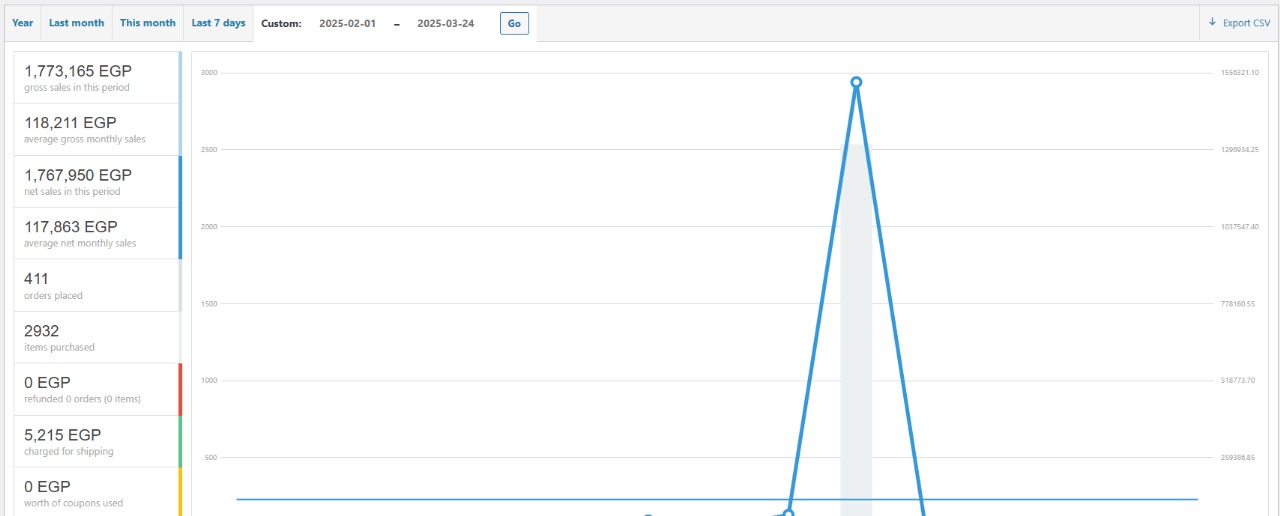 Year Last month This month Last 7 days Custom: 2025-02-01 – 2025-03-24 Go Export CSV
1,773,165 EGP
gross sales in this period
118,211 EGP
average gross monthly sales
1,767,950 EGP
net sales in this period
117,863 EGP
average net monthly sales
411
orders placed
2932
items purchased
0 EGP
refunded 0 orders (0 items)
5,215 EGP
charged for shipping
0 EGP
worth of coupons used
3000
2500
2000
1500
1000
500
1556321.10
1296934.25
1037547.40
778160.55
518773.70
259386.85